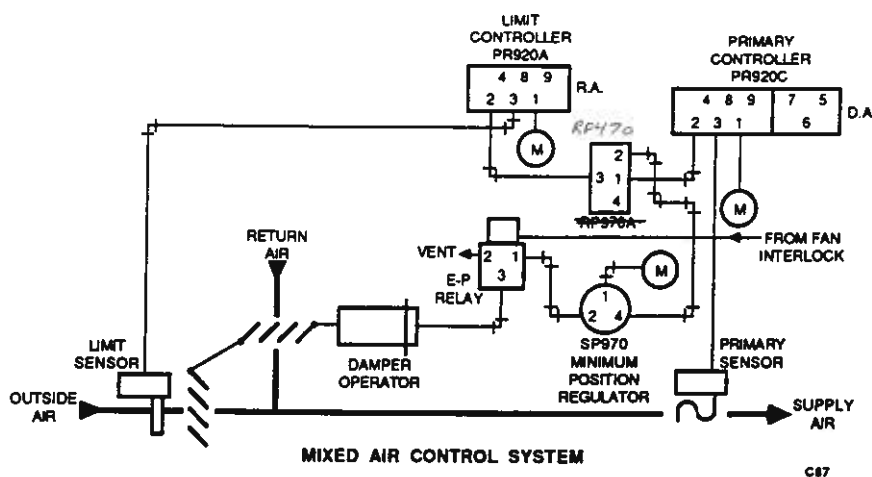 LIMIT
CONTROLLER
PR920A
4 8 9
2 3 1
R.A.
PRIMARY
CONTROLLER
PR920C
4 8 9 7 5
2 3 1 6
D.A
M
RP470
2
3 1
4
RP970A
M
FROM FAN
INTERLOCK
RETURN
AIR
VENT
2 1
3
E-P
RELAY
M
1
2 4
SP970
MINIMUM
POSITION
REGULATOR
LIMIT
SENSOR
DAMPER
OPERATOR
PRIMARY
SENSOR
OUTSIDE
AIR
SUPPLY
AIR
MIXED AIR CONTROL SYSTEM
C87